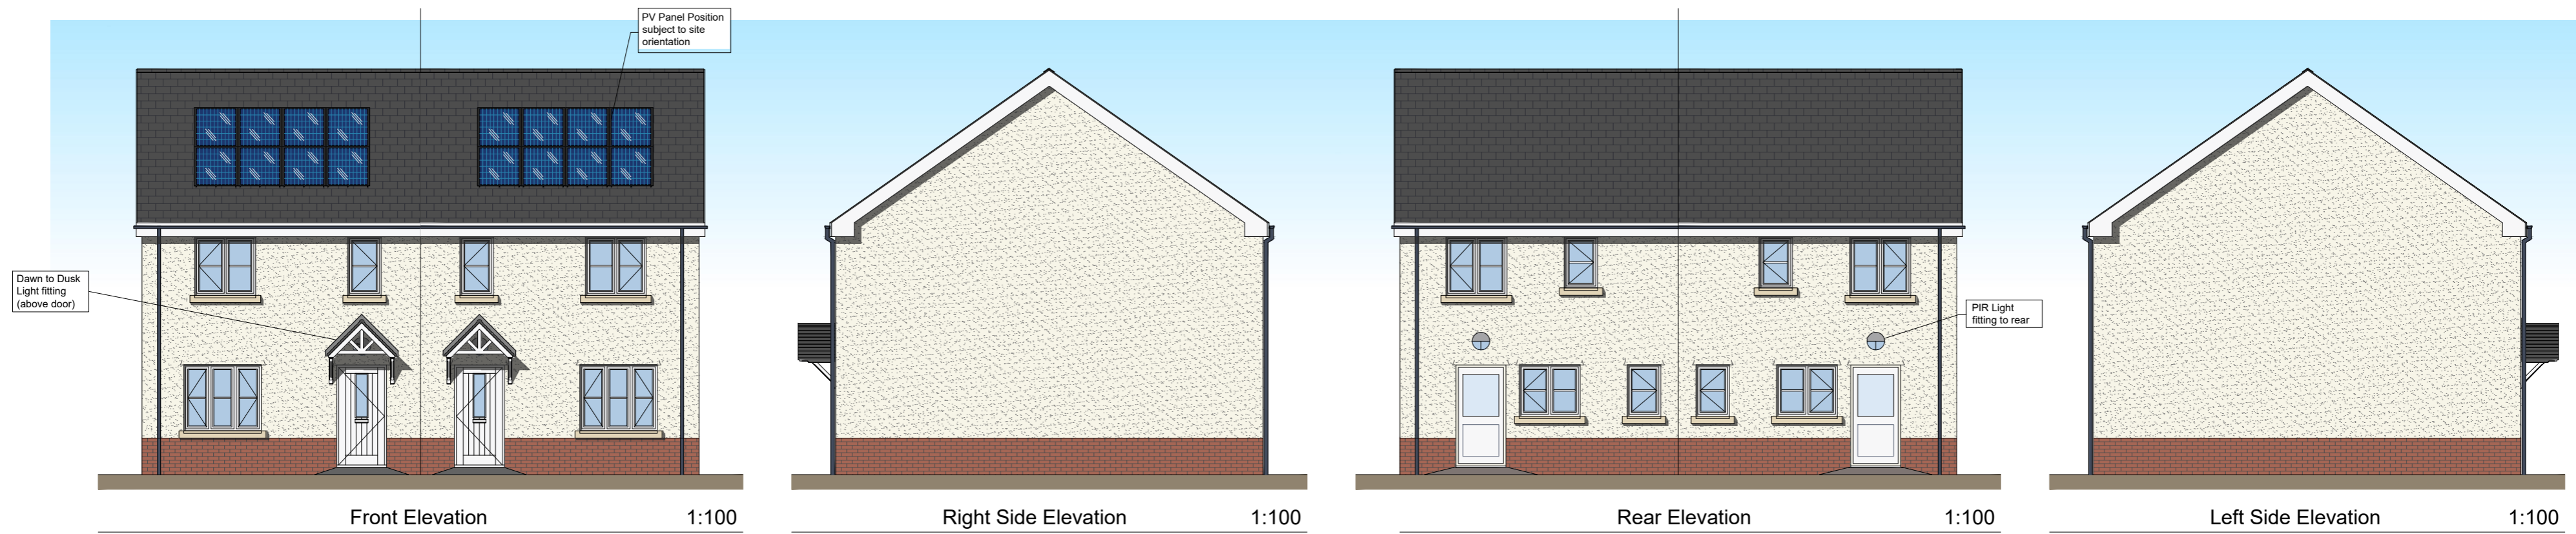 PV Panel Position
subject to site
orientation
Dawn to Dusk
Light fitting
(above door)
PIR Light
fitting to rear
Front Elevation 1:100
Right Side Elevation 1:100
Rear Elevation 1:100
Left Side Elevation 1:100